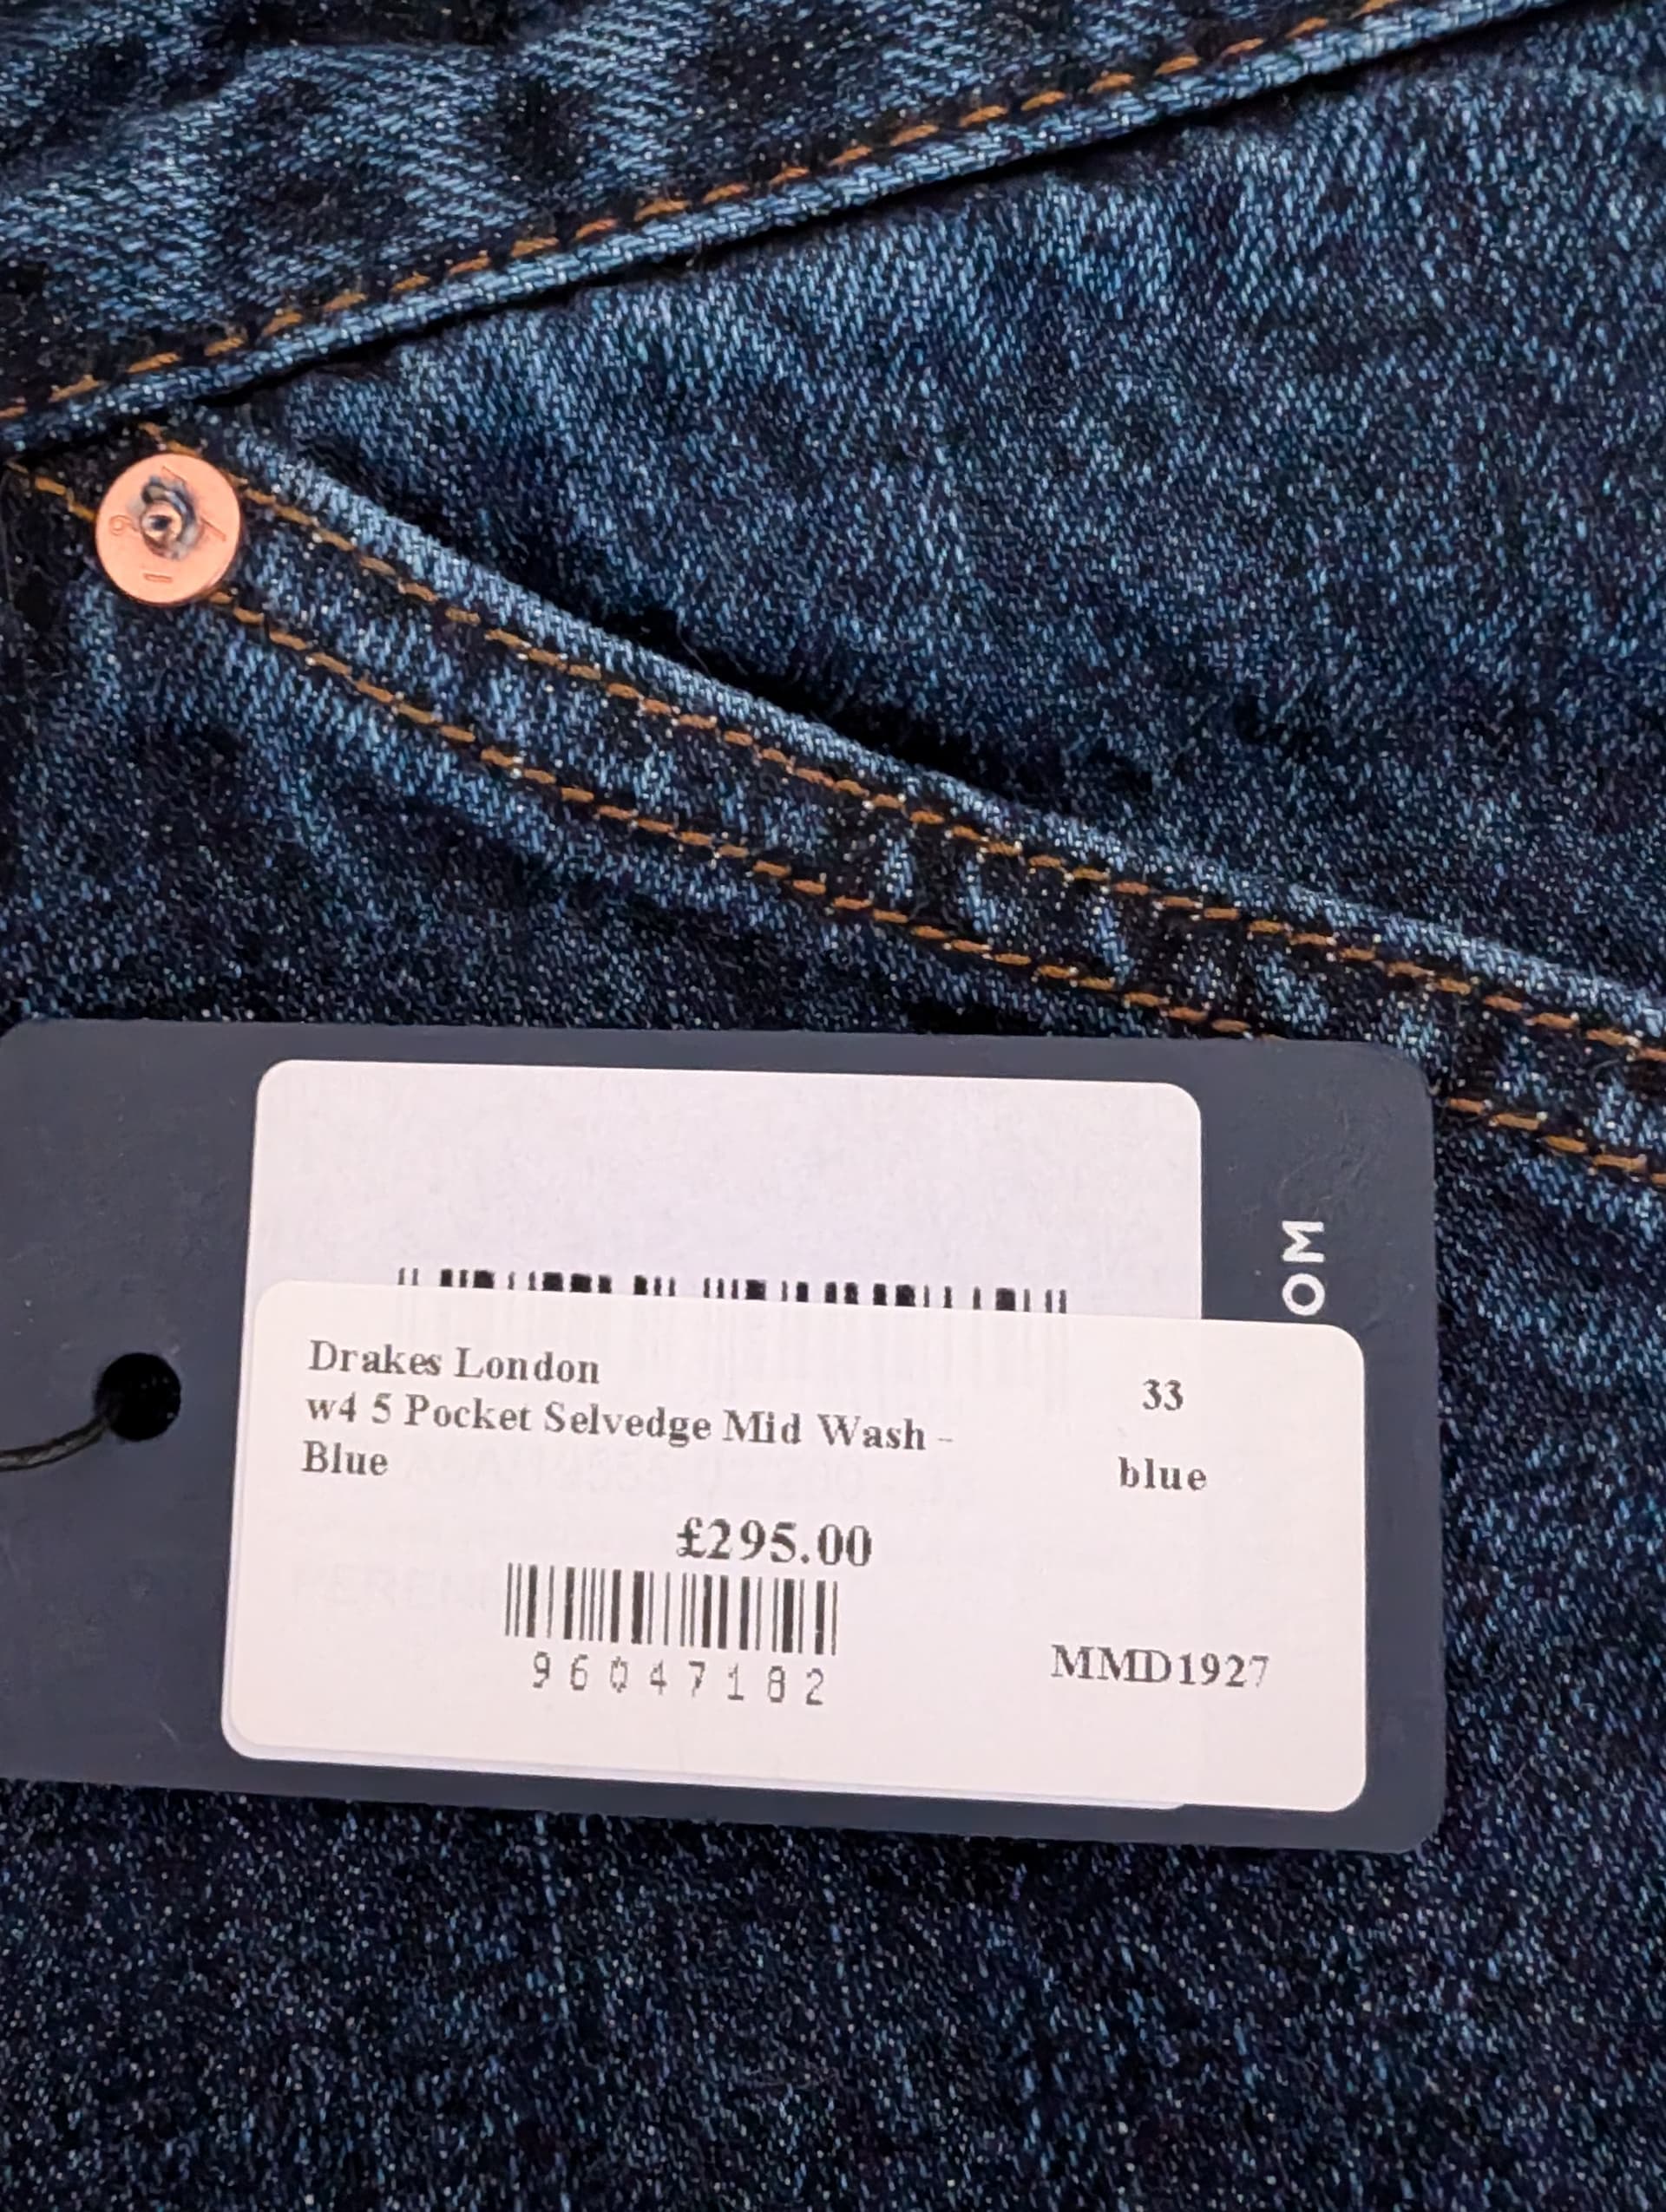 OM
Drakes London
33
w4 5 Pocket Selvedge Mid Wash -
Blue
blue
£295.00
96047182
MMD1927